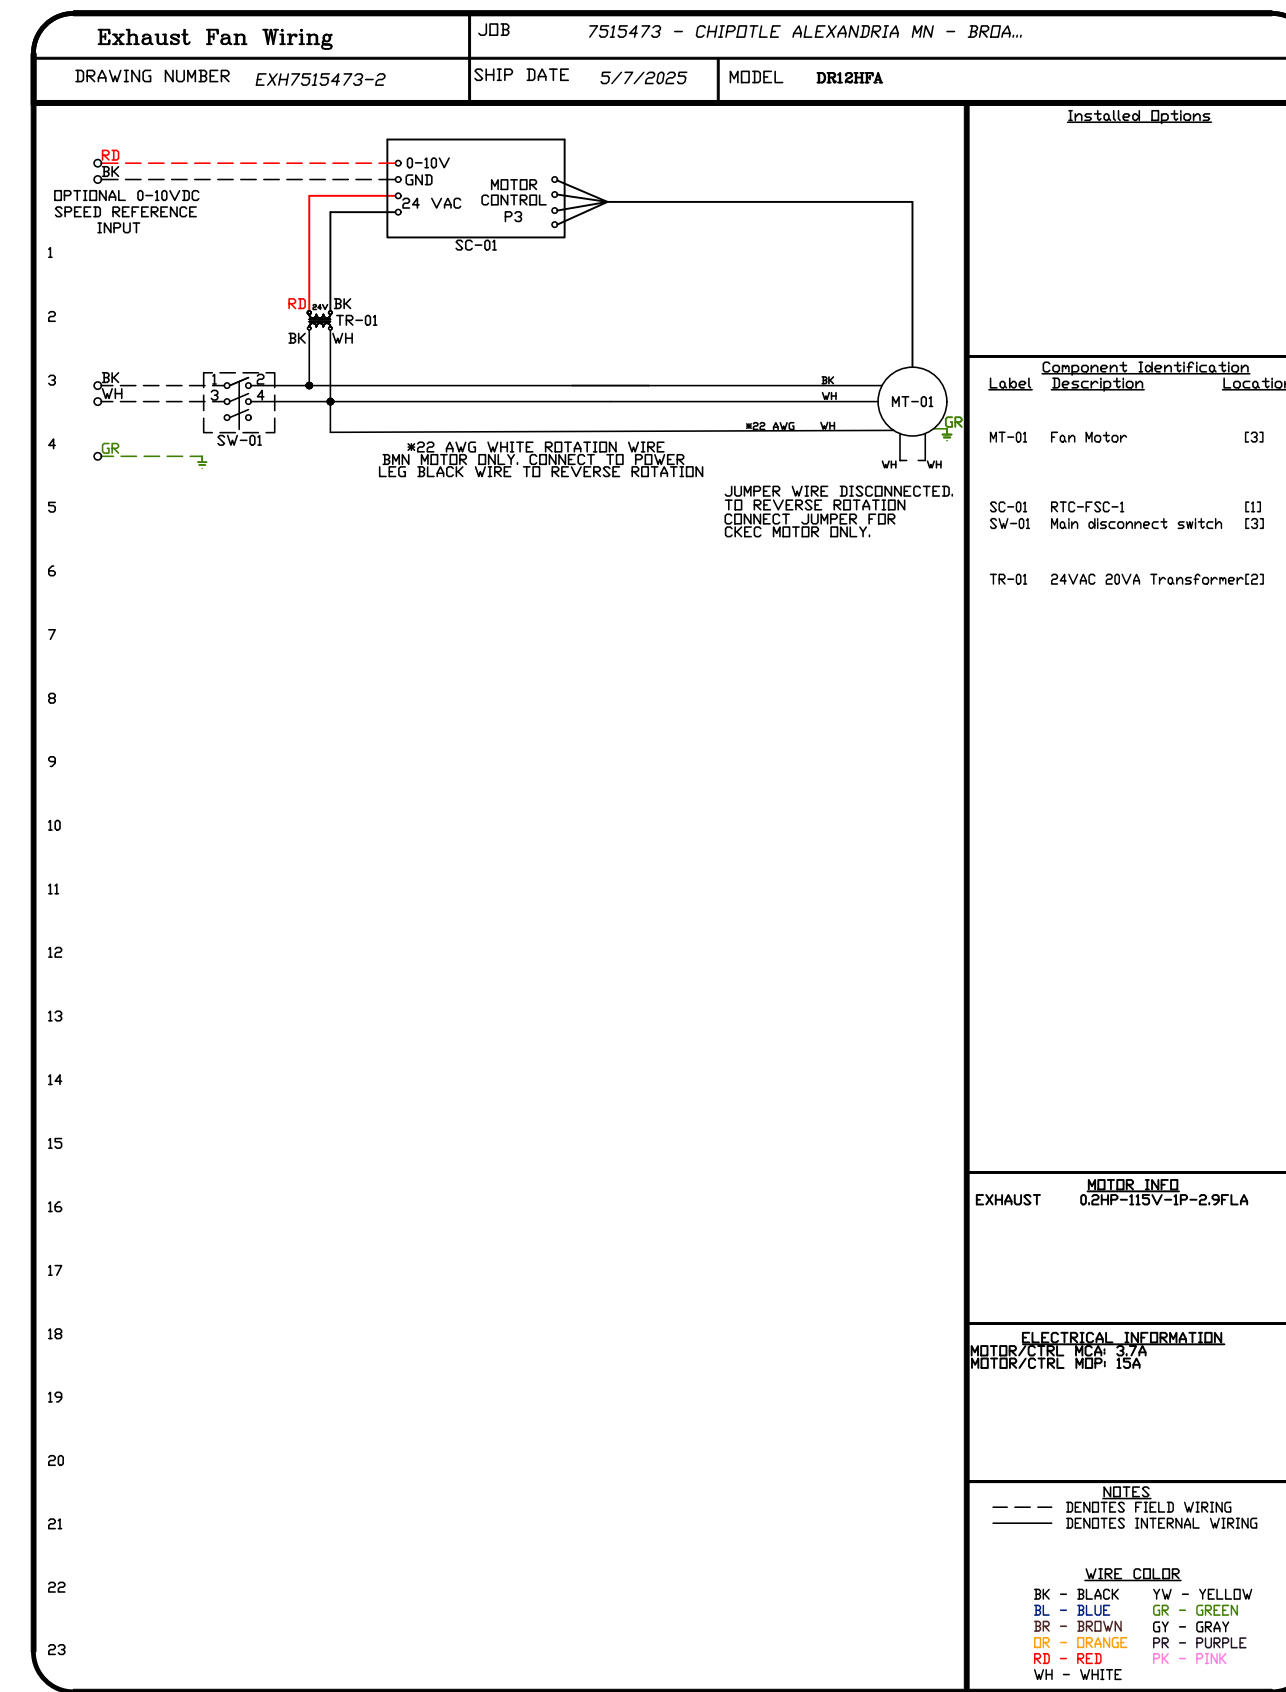 Exhaust Fan Wiring
JOB 7515473 - CHIPOTLE ALEXANDRIA MN - BROA...
DRAWING NUMBER EXH7515473-2
SHIP DATE 5/7/2025
MODEL DR12HFA
Installed Options
RD
BK
OPTIONAL 0-10VDC
SPEED REFERENCE
INPUT
0-10V
GND
24 VAC
MOTOR
CONTROL
P3
SC-01
1
2
RD 24V BK
TR-01
BK WH
3
BK
WH
1 2
3 4
SW-01
BK
WH
MT-01
GR
*22 AWG WH
WH WH
4
GR
*22 AWG WHITE ROTATION WIRE
BMN MOTOR ONLY. CONNECT TO POWER
LEG BLACK WIRE TO REVERSE ROTATION
JUMPER WIRE DISCONNECTED.
TO REVERSE ROTATION
CONNECT JUMPER FOR
CKEC MOTOR ONLY.
5
6
7
8
9
10
11
12
13
14
15
16
17
18
19
20
21
22
23
Component Identification
Label Description Location
MT-01 Fan Motor [3]
SC-01 RTC-FSC-1 [1]
SW-01 Main disconnect switch [3]
TR-01 24VAC 20VA Transformer[2]
MOTOR INFO
EXHAUST 0.2HP-115V-1P-2.9FLA
ELECTRICAL INFORMATION
MOTOR/CTRL MCA: 3.7A
MOTOR/CTRL MOP: 15A
NOTES
DENOTES FIELD WIRING
DENOTES INTERNAL WIRING
WIRE COLOR
BK - BLACK YW - YELLOW
BL - BLUE GR - GREEN
BR - BROWN GY - GRAY
OR - ORANGE PR - PURPLE
RD - RED PK - PINK
WH - WHITE